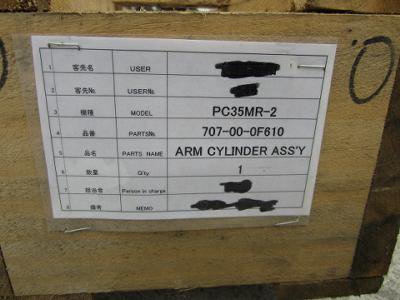 1 客先名 USER 1
2 客先№ USER№
3 機種 MODEL PC35MR-2
4 品番 PARTS№ 707-00-0F610
5 品名 PARTS NAME ARM CYLINDER ASS'Y
6 数量 Q'ty 1
7 担当者 Person in charge
8 備考 MEMO